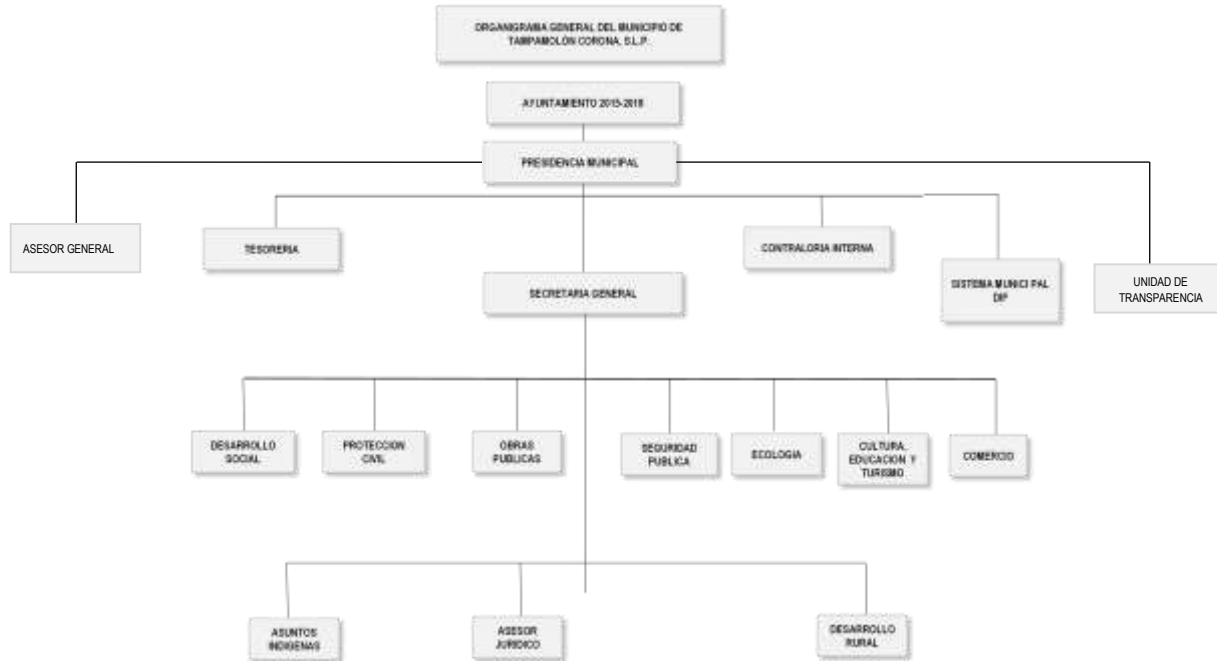 ORGANIGRAMA GENERAL DEL MUNICIPIO DE
TAMPAMOLÓN CORONA, S.L.P.
AYUNTAMIENTO 2015-2018
PRESIDENCIA MUNICIPAL
ASESOR GENERAL
TESORERIA
CONTRALORIA INTERNA
SISTEMA MUNICI PAL
DIF
UNIDAD DE
TRANSPARENCIA
SECRETARIA GENERAL
DESARROLLO
SOCIAL
PROTECCION
CIVIL
OBRAS
PUBLICAS
SEGURIDAD
PUBLICA
ECOLOGIA
CULTURA,
EDUCACION Y
TURISMO
COMERCIO
ASUNTOS
INDIGENAS
ASESOR
JURIDICO
DESARROLLO
RURAL